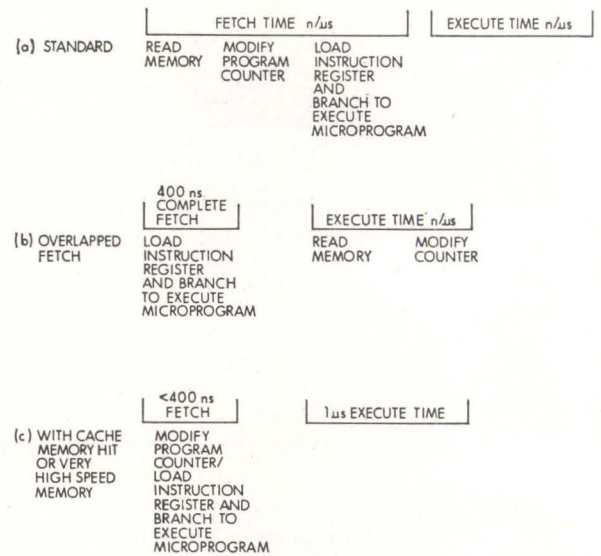 FETCH TIME n/µs
EXECUTE TIME n/µs
(a) STANDARD
READ
MEMORY
MODIFY
PROGRAM
COUNTER
LOAD
INSTRUCTION
REGISTER
AND
BRANCH TO
EXECUTE
MICROPROGRAM
400 ns
COMPLETE
FETCH
EXECUTE TIME n/µs
(b) OVERLAPPED
FETCH
LOAD
INSTRUCTION
REGISTER
AND BRANCH
TO EXECUTE
MICROPROGRAM
READ
MEMORY
MODIFY
COUNTER
<400 ns
FETCH
1µs EXECUTE TIME
(c) WITH CACHE
MEMORY HIT
OR VERY
HIGH SPEED
MEMORY
MODIFY
PROGRAM
COUNTER/
LOAD
INSTRUCTION
REGISTER AND
BRANCH TO
EXECUTE
MICROPROGRAM